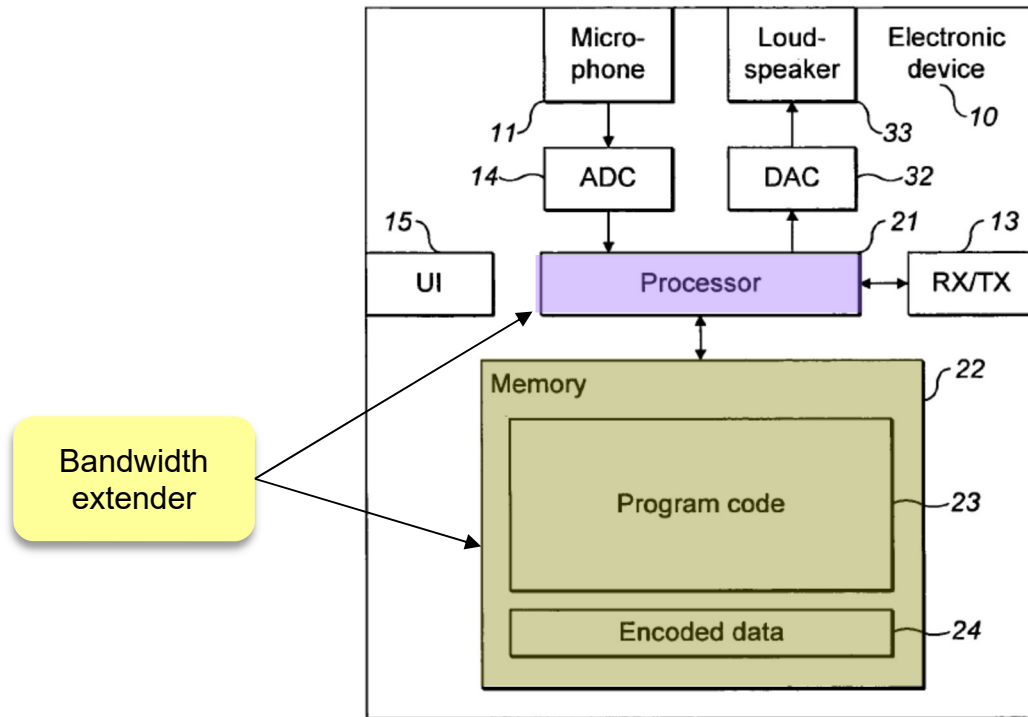 Micro-
phone
Loud-
speaker
Electronic
device
11
33
10
14
ADC
DAC
32
15
21
13
UI
Processor
RX/TX
Memory
22
Bandwidth
extender
Program code
23
Encoded data
24